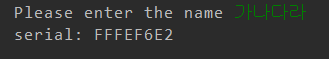 Please enter the name 가나다라
serial: FFFEF6E2